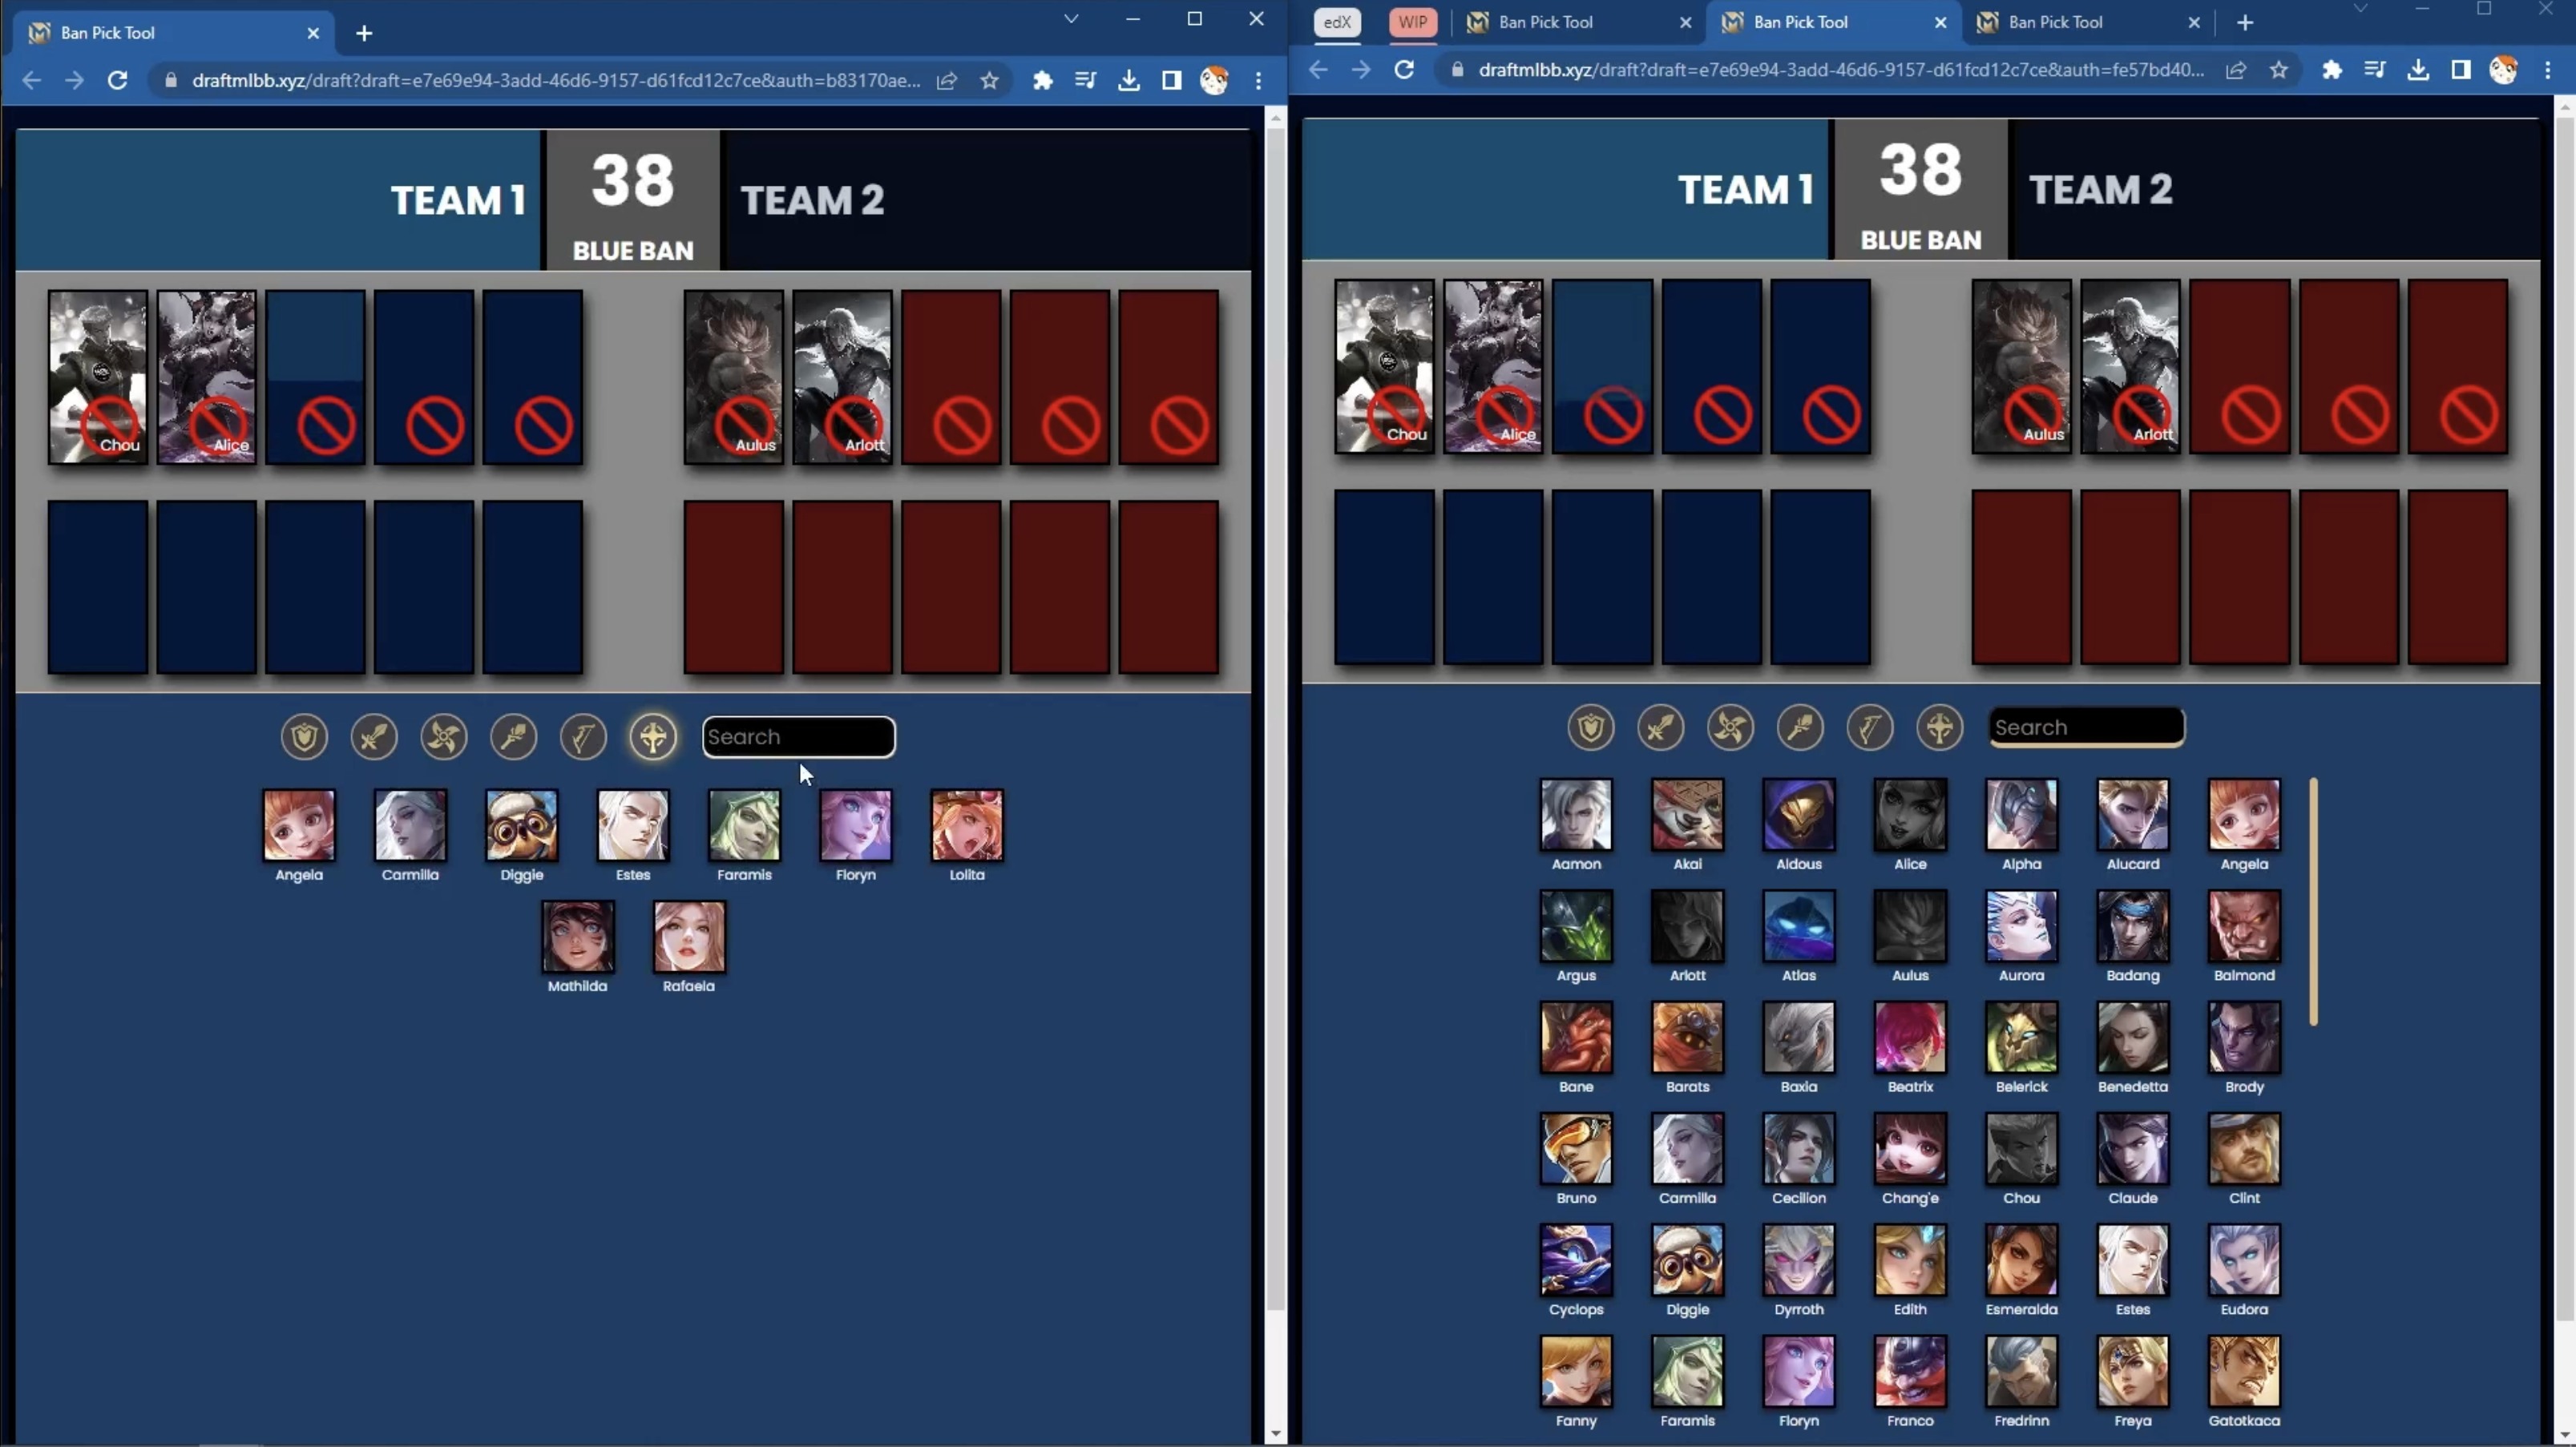 Ban Pick Tool
draftmlbb.xyz/draft?draft=e7e69e94-3add-46d6-9157-d61fcd12c7ce&auth=b83170ae...
TEAM 1
38
BLUE BAN
TEAM 2
Chou
Alice
Aulus
Arlott
Search
Angela
Carmilla
Diggie
Estes
Faramis
Floryn
Lolita
Mathilda
Rafaela
edX
WIP
Ban Pick Tool
Ban Pick Tool
Ban Pick Tool
draftmlbb.xyz/draft?draft=e7e69e94-3add-46d6-9157-d61fcd12c7ce&auth=fe57bd40...
TEAM 1
38
BLUE BAN
TEAM 2
Chou
Alice
Aulus
Arlott
Search
Aamon
Akai
Aldous
Alice
Alpha
Alucard
Angela
Argus
Arlott
Atlas
Aulus
Aurora
Badang
Balmond
Bane
Barats
Baxia
Beatrix
Belerick
Benedetta
Brody
Bruno
Carmilla
Cecilion
Chang'e
Chou
Claude
Clint
Cyclops
Diggie
Dyrroth
Edith
Esmeralda
Estes
Eudora
Fanny
Faramis
Floryn
Franco
Fredrinn
Freya
Gatotkaca